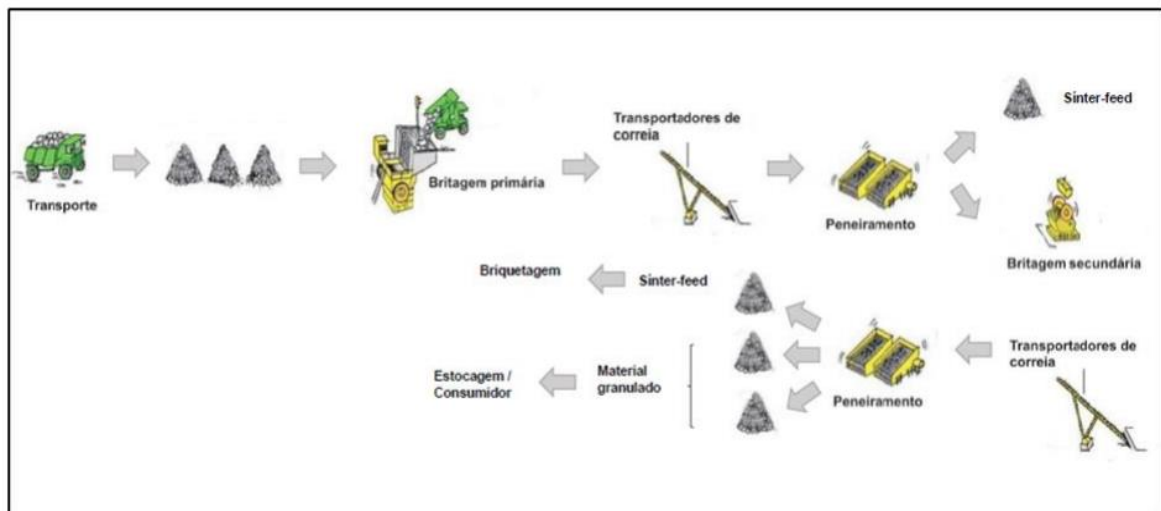 Transporte
Britagem primária
Transportadores de
correia
Peneiramento
Sinter-feed
Britagem secundária
Transportadores de
correia
Peneiramento
Sinter-feed
Briquetagem
Material
granulado
Estocagem /
Consumidor